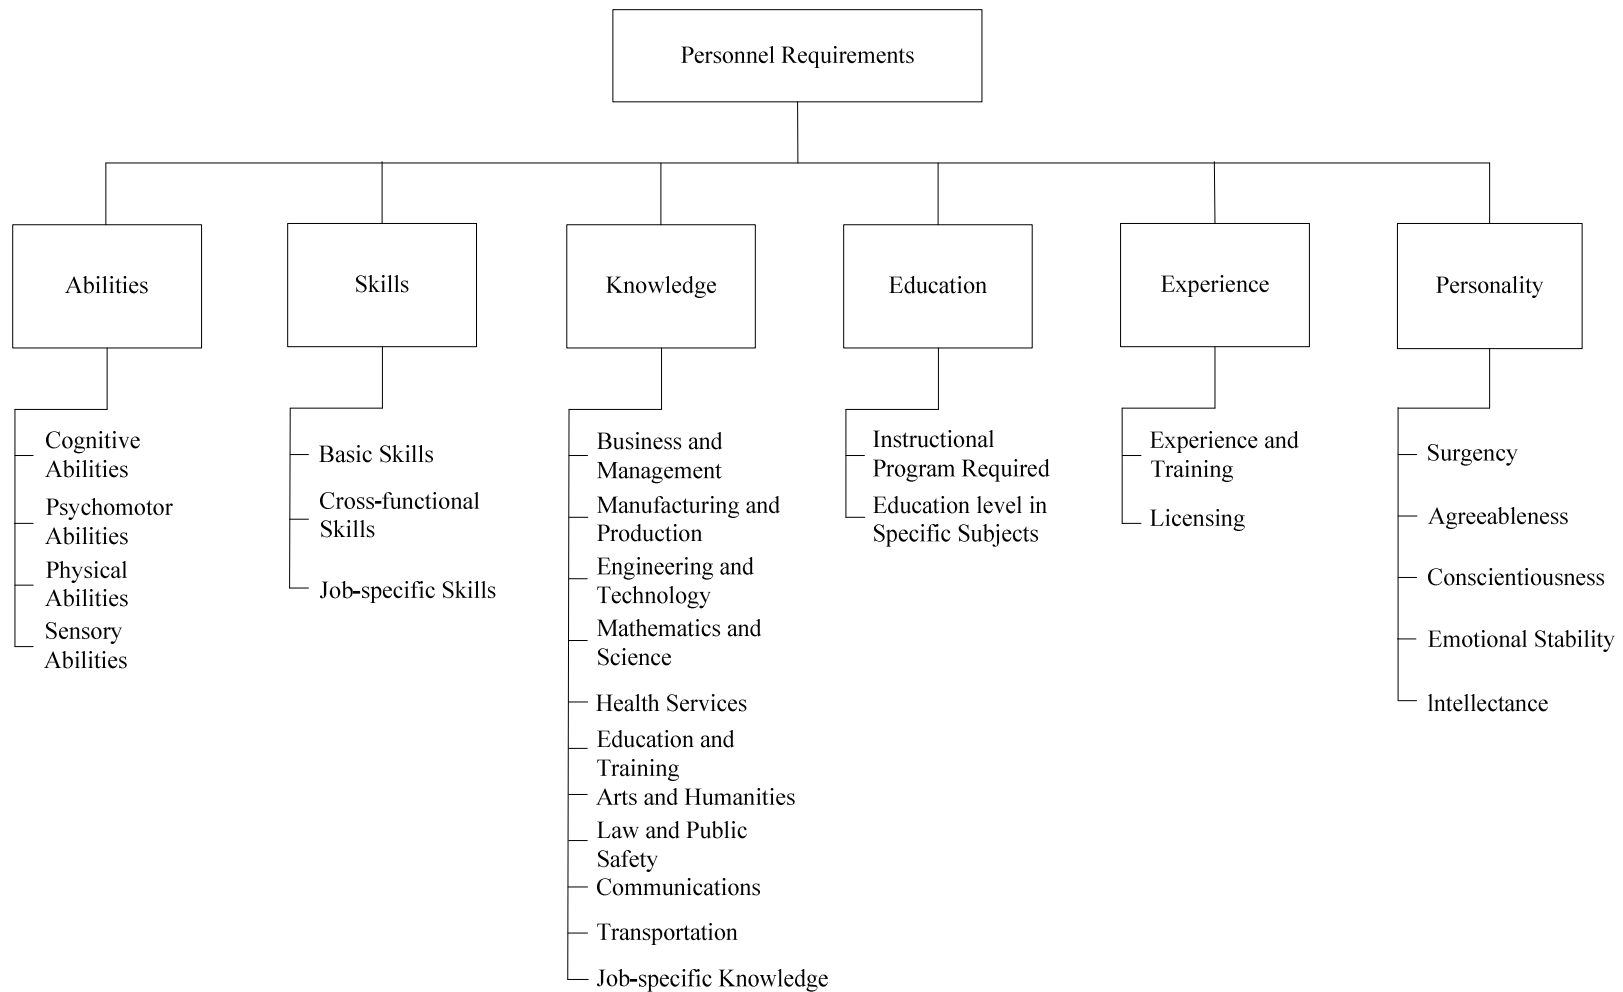 Personnel Requirements
Abilities
Skills
Knowledge
Education
Experience
Personality
Cognitive
Abilities
Psychomotor
Abilities
Physical
Abilities
Sensory
Abilities
Basic Skills
Cross-functional
Skills
Job-specific Skills
Business and
Management
Manufacturing and
Production
Engineering and
Technology
Mathematics and
Science
Health Services
Education and
Training
Arts and Humanities
Law and Public
Safety
Communications
Transportation
Job-specific Knowledge
Instructional
Program Required
Education level in
Specific Subjects
Experience and
Training
Licensing
Surgency
Agreeableness
Conscientiousness
Emotional Stability
Intellectance